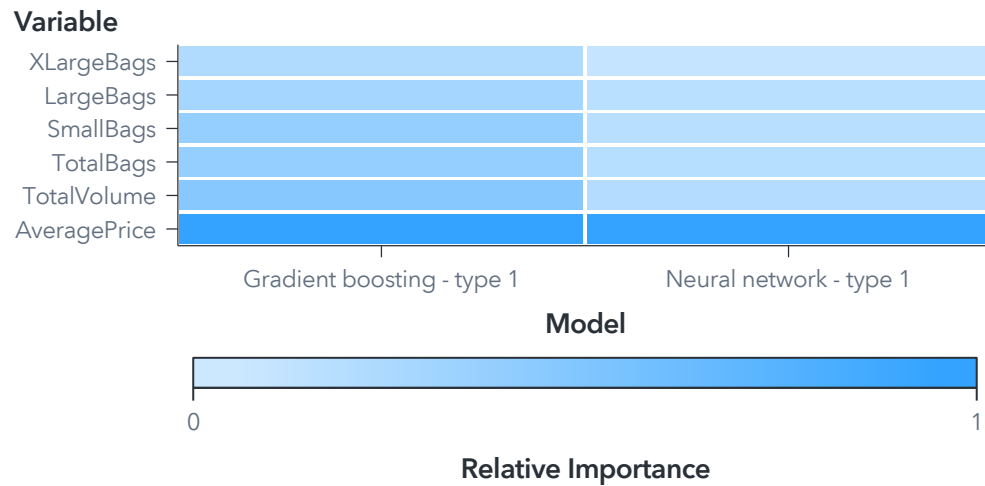 Variable
XLargeBags
LargeBags
SmallBags
TotalBags
TotalVolume
AveragePrice
Gradient boosting - type 1 Neural network - type 1
Model
0 1
Relative Importance